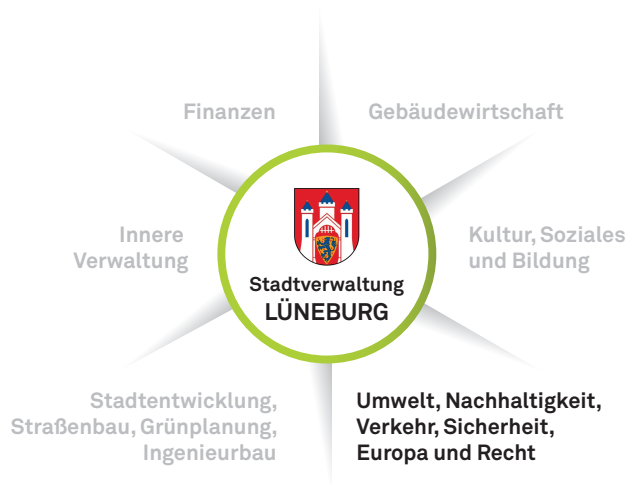 Finanzen
Gebäudewirtschaft
Innere
Verwaltung
Stadtverwaltung
LÜNEBURG
Kultur, Soziales
und Bildung
Stadtentwicklung,
Straßenbau, Grünplanung,
Ingenieurbau
Umwelt, Nachhaltigkeit,
Verkehr, Sicherheit,
Europa und Recht